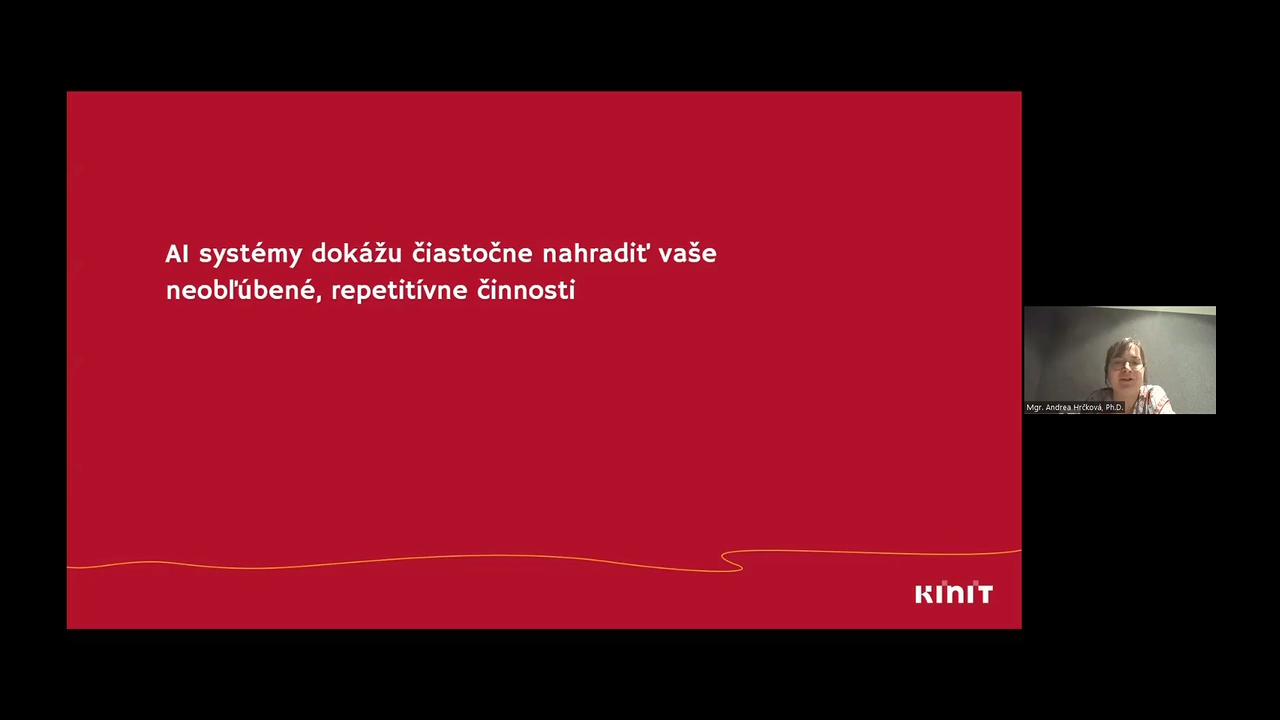 AI systémy dokážu čiastočne nahradiť vaše
neobľúbené, repetitívne činnosti
KInIT
Mgr. Andrea Hrčková, Ph.D.